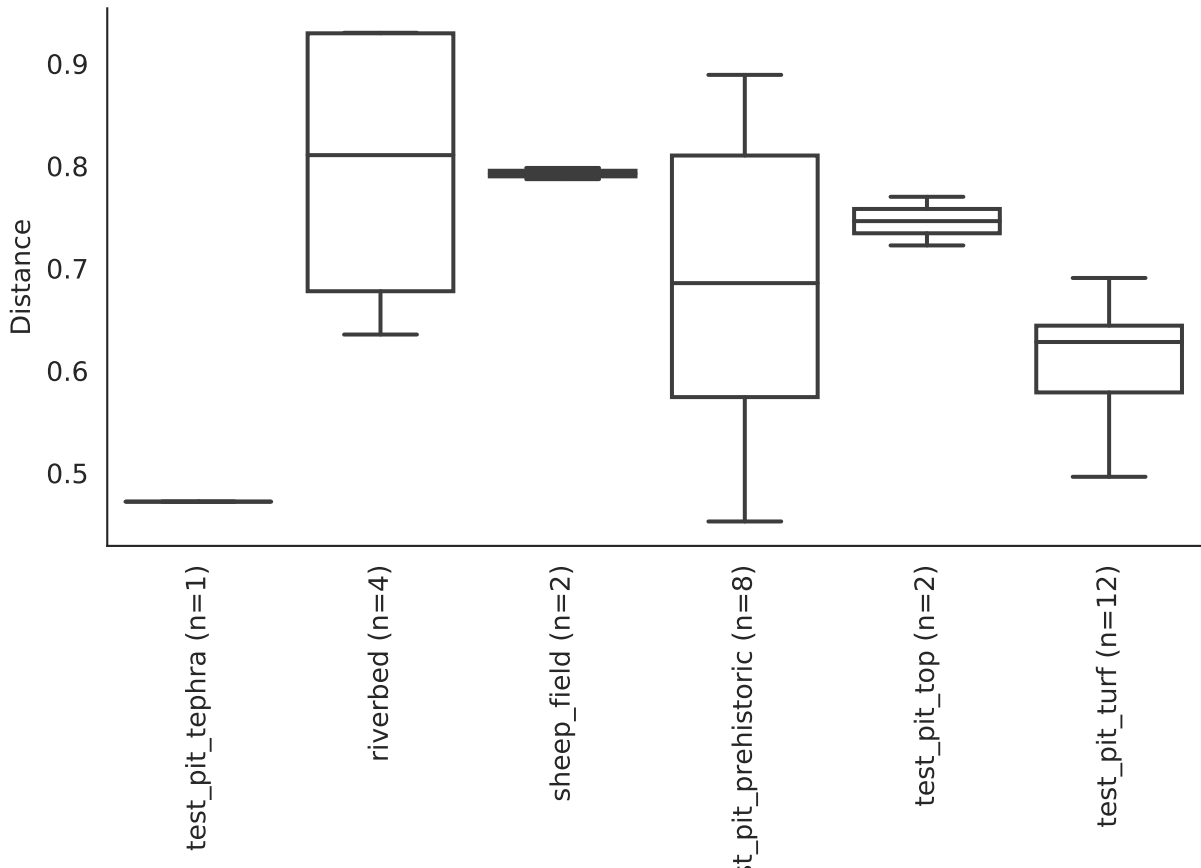 Distance
0.9
0.8
0.7
0.6
0.5
test_pit_tephra (n=1)
riverbed (n=4)
sheep_field (n=2)
st_pit_prehistoric (n=8)
test_pit_top (n=2)
test_pit_turf (n=12)